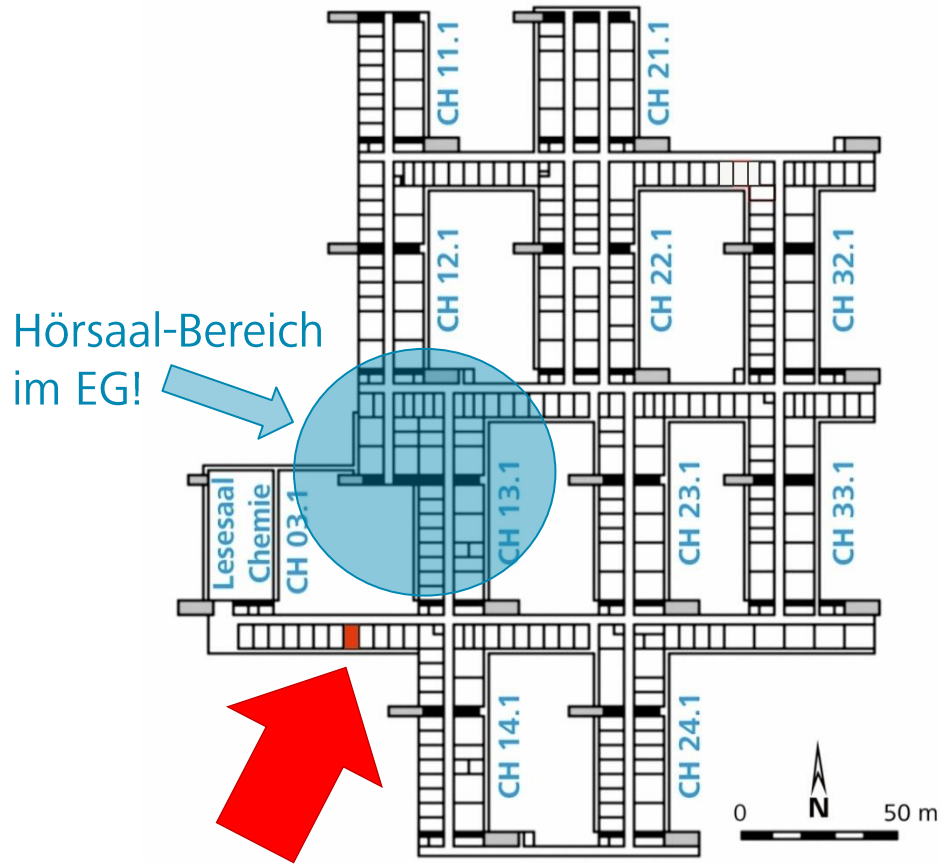 CH 11.1
CH 21.1
CH 12.1
CH 22.1
CH 32.1
Hörsaal-Bereich
im EG!
Lesesaal
Chemie
CH 03.1
CH 13.1
CH 23.1
CH 33.1
CH 14.1
CH 24.1
N
0
50 m